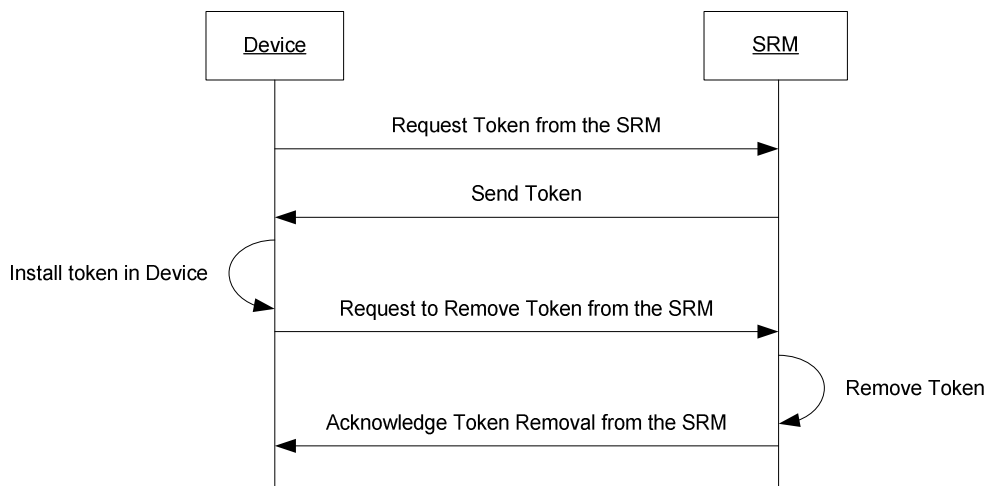 Device
SRM
Request Token from the SRM
Send Token
Install token in Device
Request to Remove Token from the SRM
Remove Token
Acknowledge Token Removal from the SRM